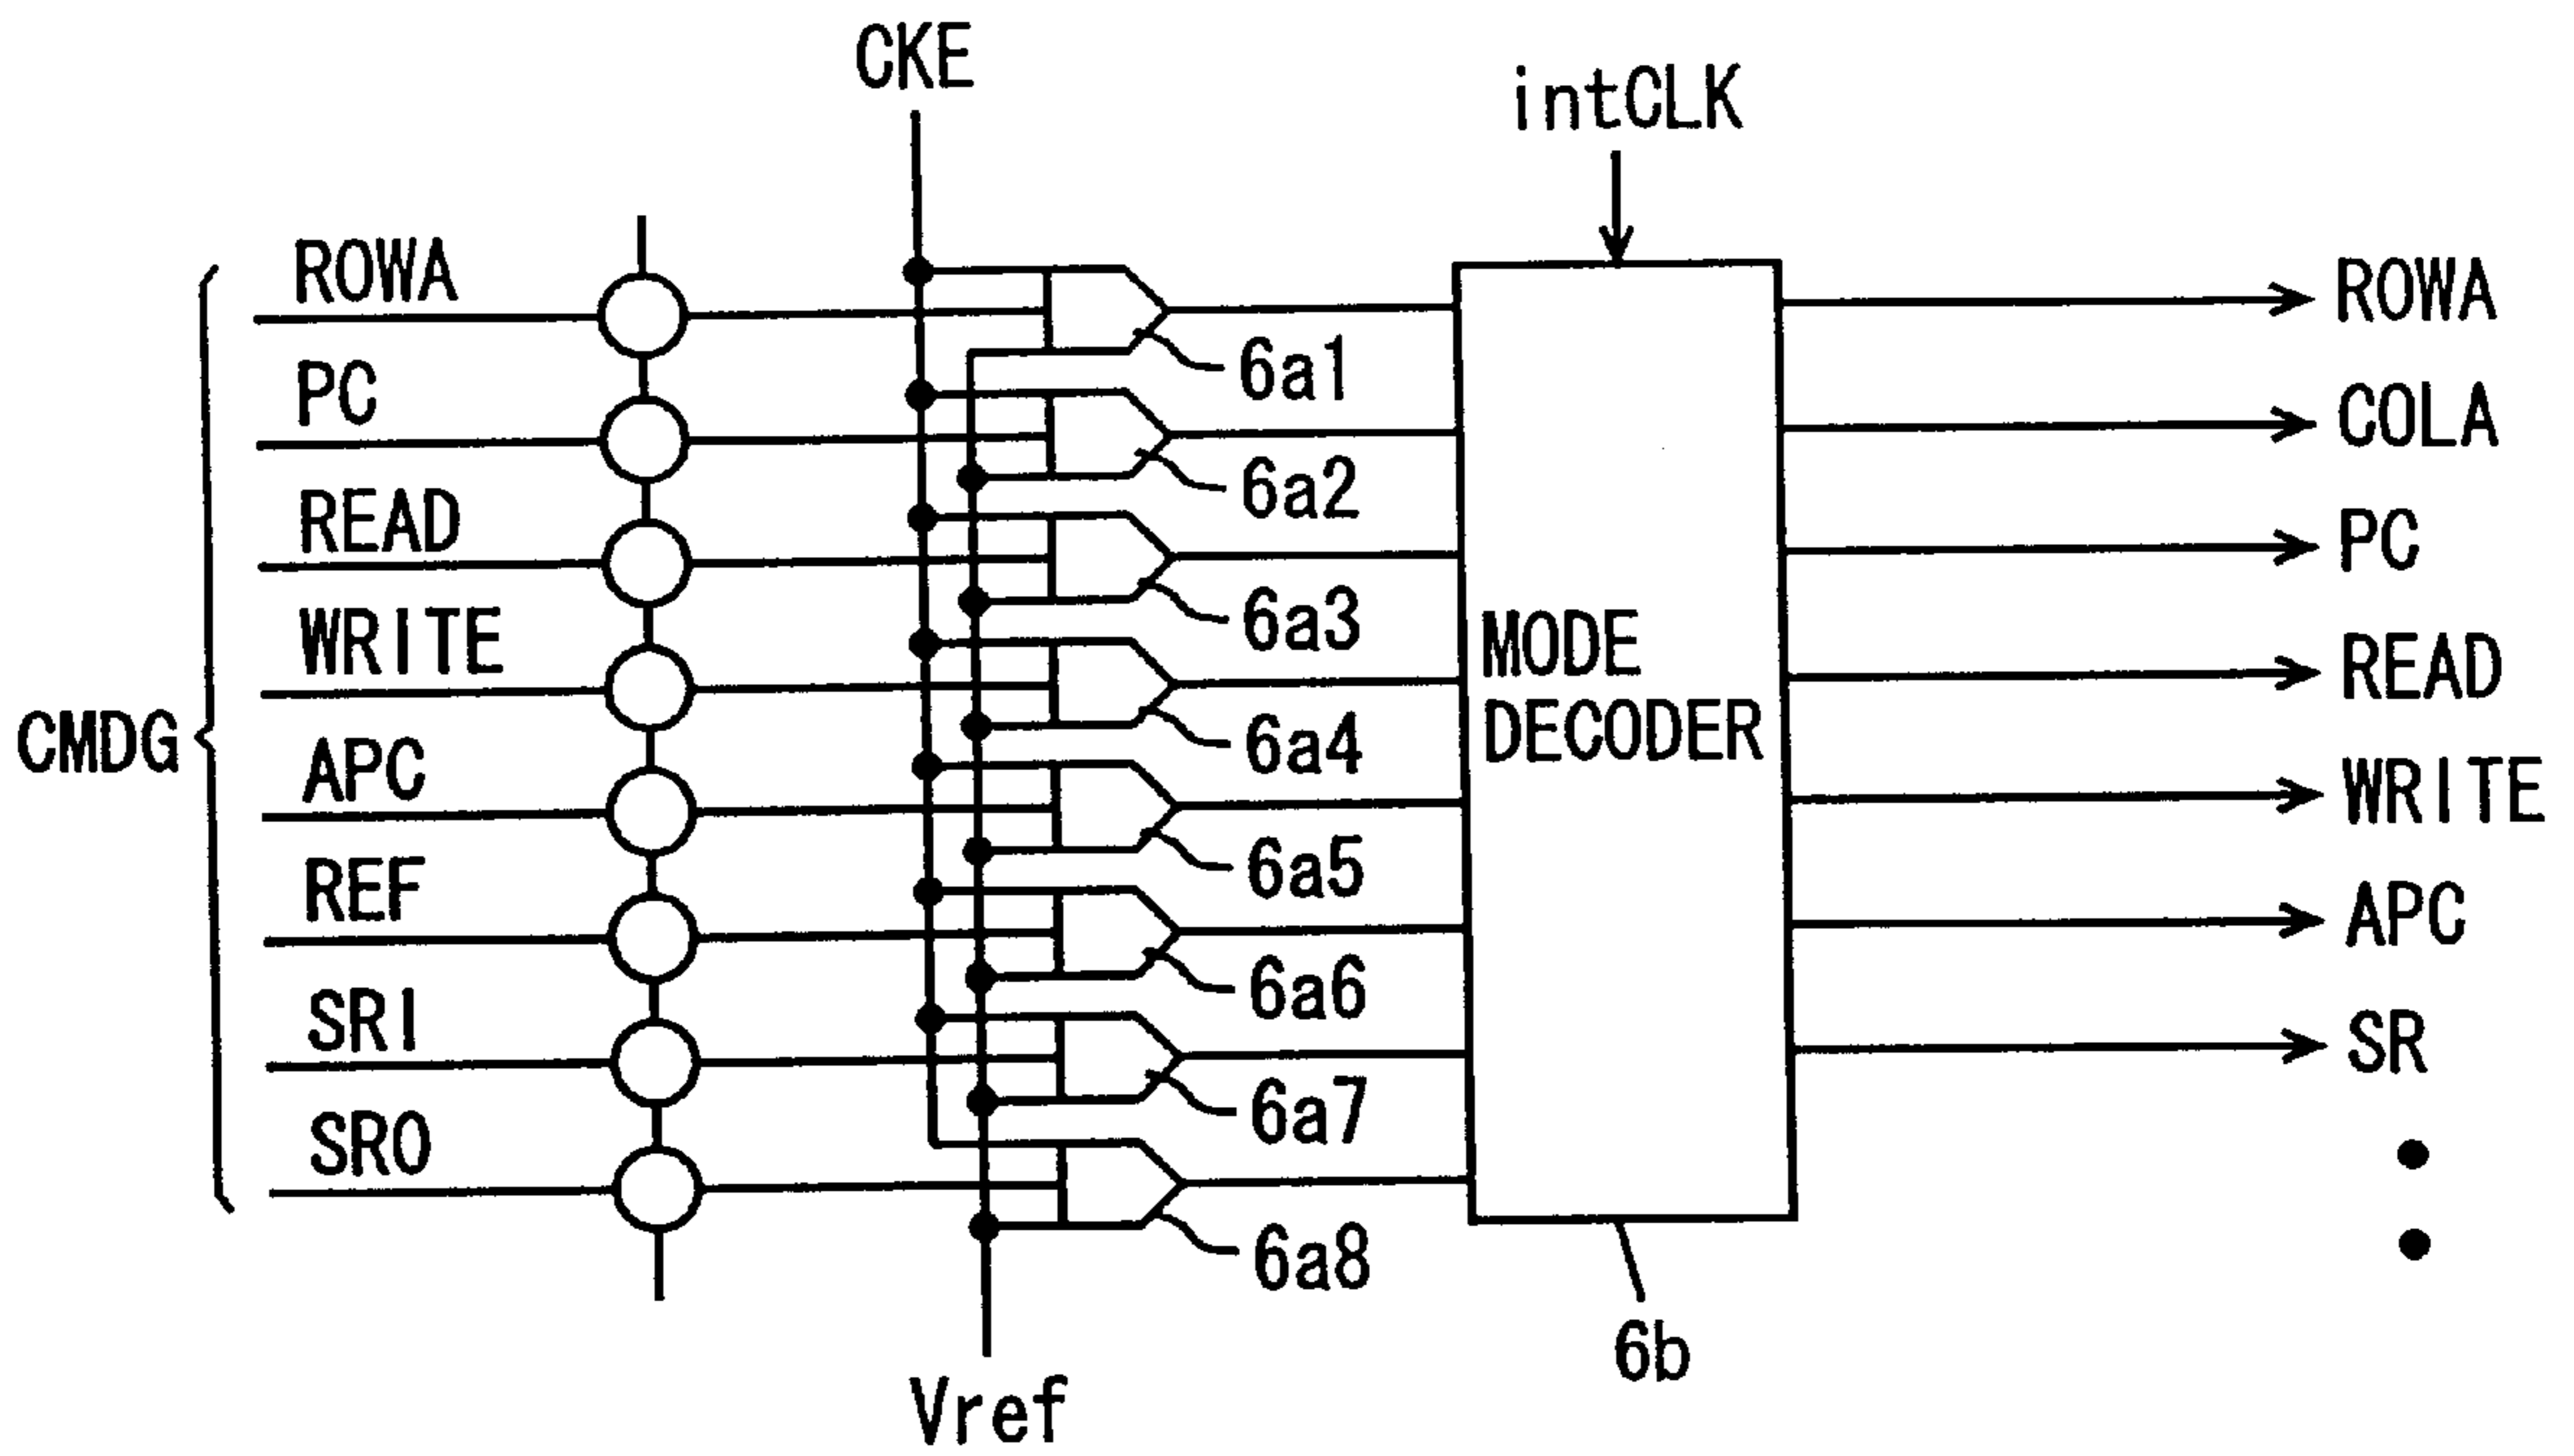 CKE
intCLK
ROWA
PC
READ
WRITE
APC
REF
SRI
SRO
CMDG
6a1
6a2
6a3
6a4
6a5
6a6
6a7
6a8
MODE
DECODER
ROWA
COLA
PC
READ
WRITE
APC
SR
6b
Vref